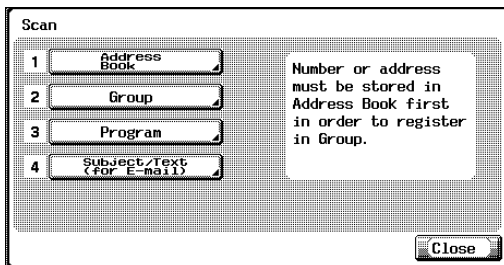 Scan
1 Address
Book
2 Group
3 Program
4 Subject/Text
(for E-mail)
Number or address
must be stored in
Address Book first
in order to register
in Group.
Close